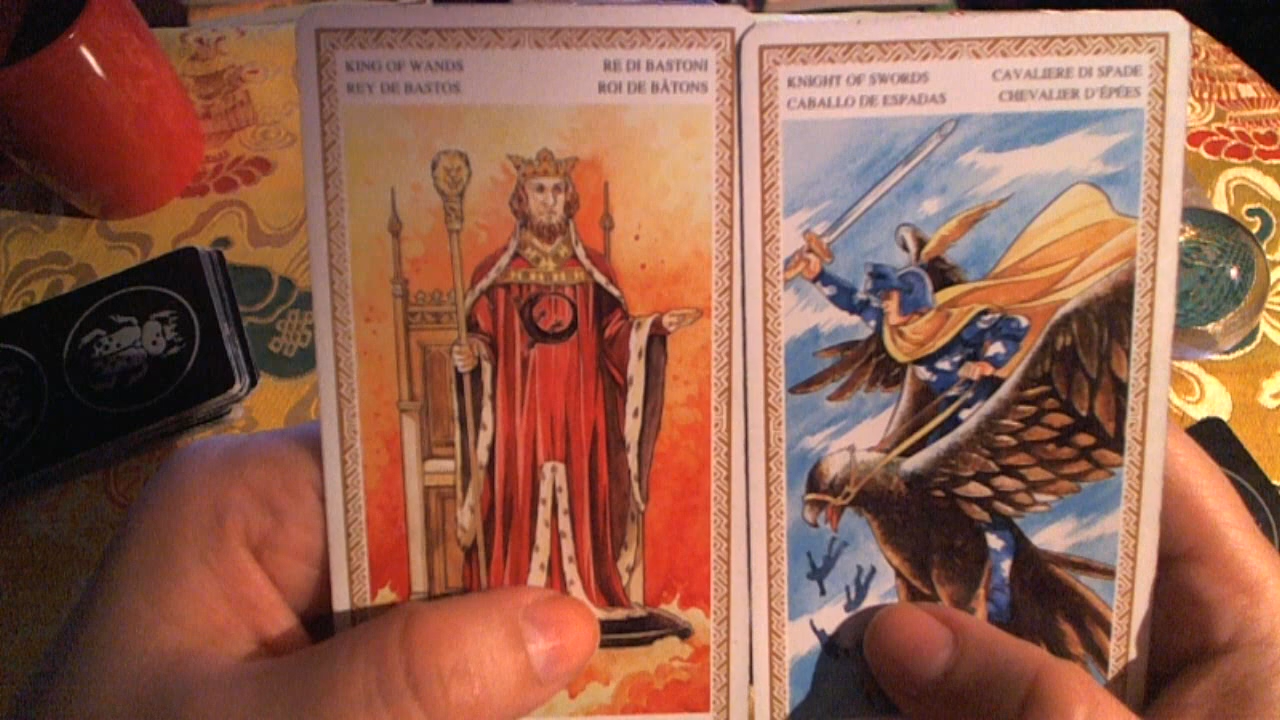 KING OF WANDS RE DI BASTONI
REY DE BASTOS ROI DE BÂTONS
KNIGHT OF SWORDS CAVALIERE DI SPADE
CABALLO DE ESPADAS CHEVALIER D'ÉPÉES